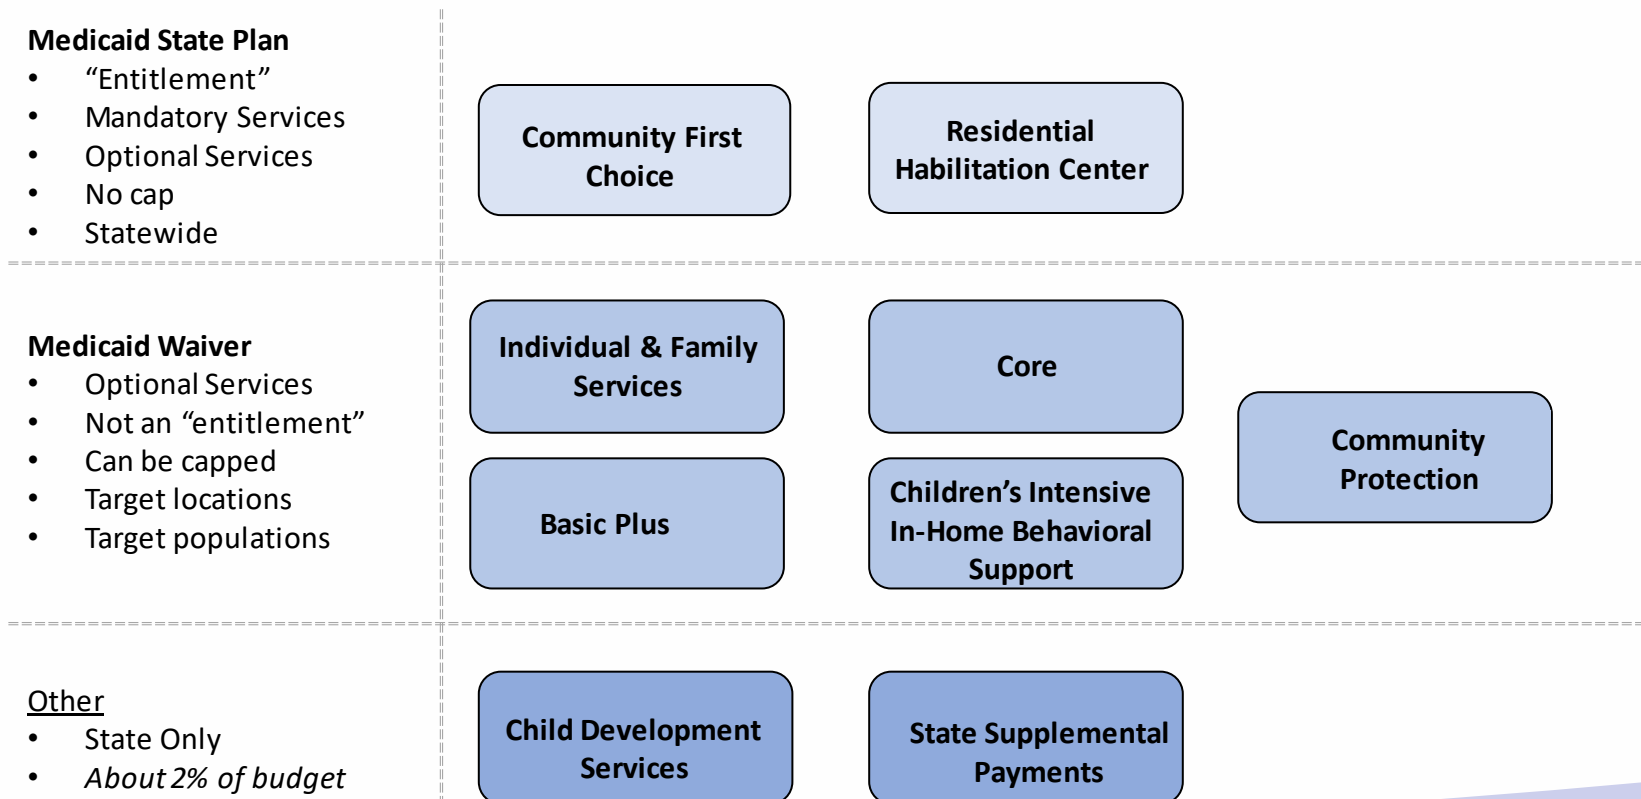 Medicaid State Plan
• “Entitlement”
• Mandatory Services
• Optional Services
• No cap
• Statewide
Community First
Choice
Residential
Habilitation Center
Medicaid Waiver
• Optional Services
• Not an “entitlement”
• Can be capped
• Target locations
• Target populations
Individual & Family
Services
Core
Basic Plus
Children’s Intensive
In-Home Behavioral
Support
Community
Protection
Other
• State Only
• About 2% of budget
Child Development
Services
State Supplemental
Payments